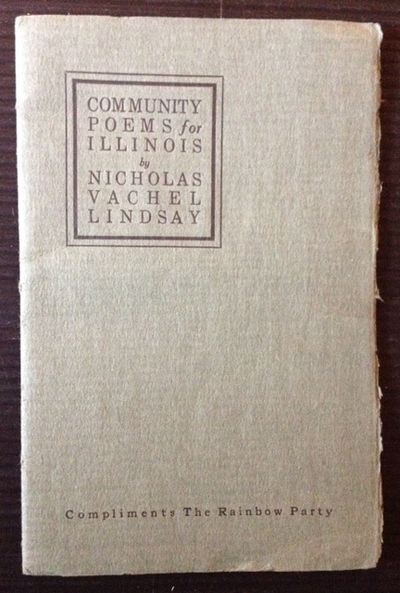 COMMUNITY
POEMS for
ILLINOIS
by
NICHOLAS
VACHEL
LINDSAY
Compliments The Rainbow Party